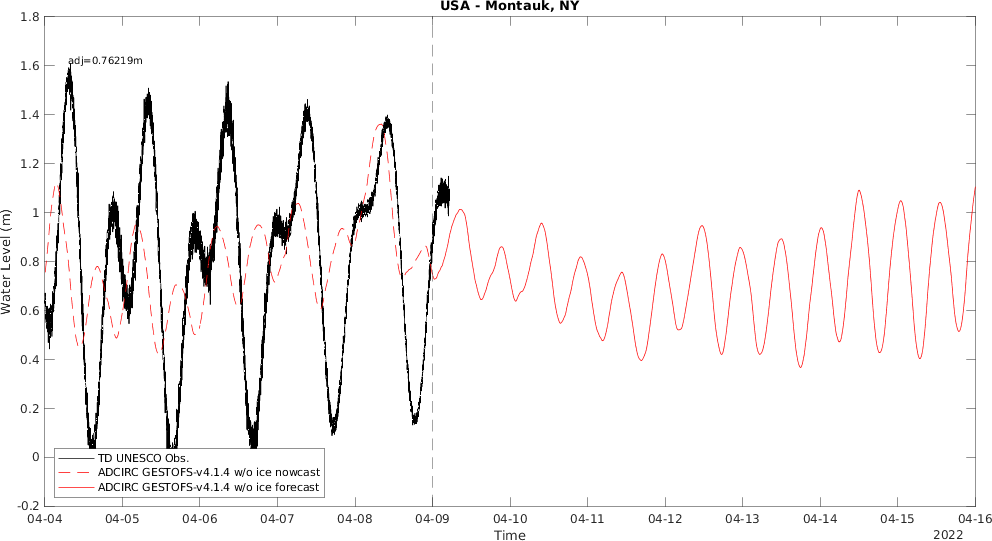 USA - Montauk, NY
adj=0.76219m
Water Level (m)
1.8
1.6
1.4
1.2
1
0.8
0.6
0.4
0.2
0
-0.2
TD UNESCO Obs.
ADCIRC GESTOFS-v4.1.4 w/o ice nowcast
ADCIRC GESTOFS-v4.1.4 w/o ice forecast
04-04 04-05 04-06 04-07 04-08 04-09 04-10 04-11 04-12 04-13 04-14 04-15 04-16
Time
2022